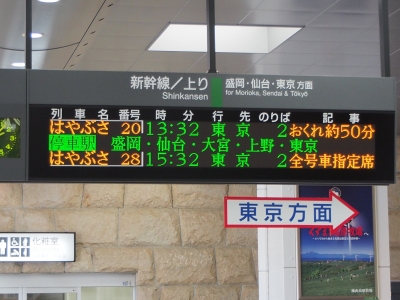 新幹線／上り 盛岡・仙台・東京方面
Shinkansen for Morioka, Sendai & Tōkyō
列車名 番号 時分 行先 のりば 記事
はやぶさ 20 13:32 東京 2 おくれ約50分
停車駅 盛岡・仙台・大宮・上野・東京
はやぶさ 28 15:32 東京 2 全号車指定席
東京方面
化粧室